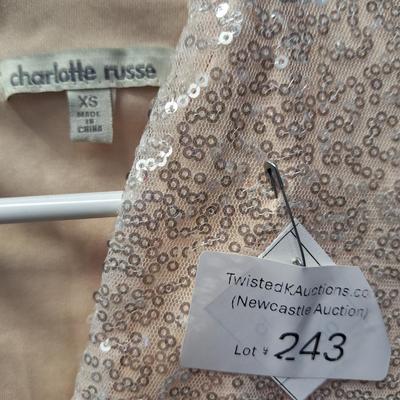 charlotte russe
XS
MADE
IN
CHINA
TwistedKAuctions.co
(Newcastle Auction)
Lot # 243